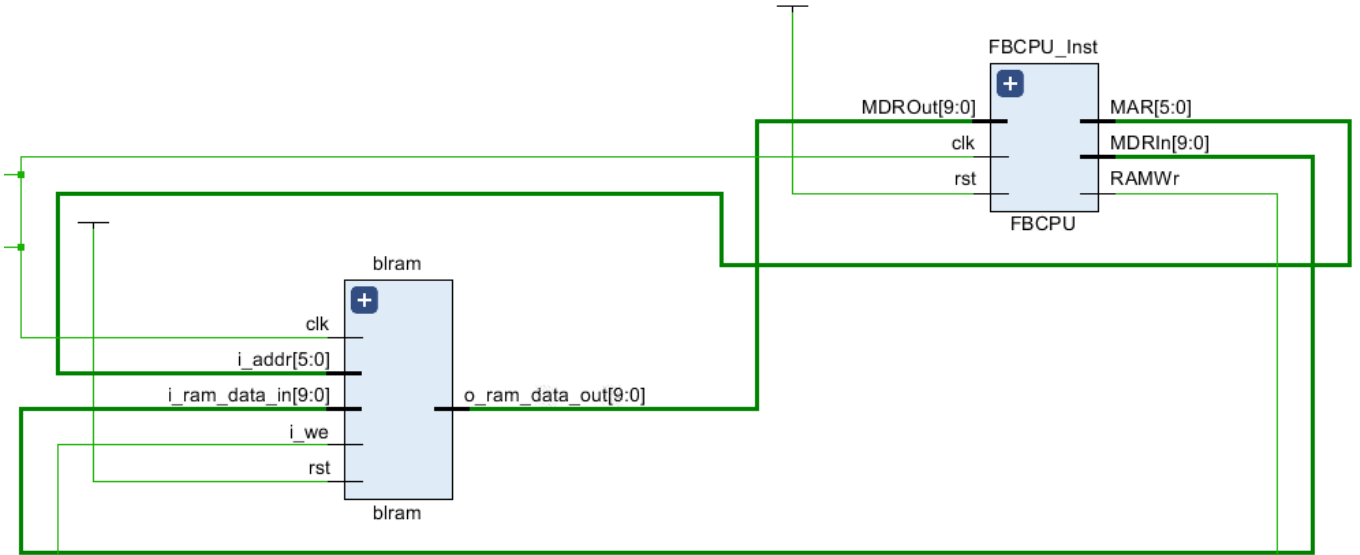 FBCPU_Inst
MDROut[9:0]
MAR[5:0]
clk
MDRIn[9:0]
rst
RAMWr
FBCPU
blram
clk
i_addr[5:0]
i_ram_data_in[9:0]
o_ram_data_out[9:0]
i_we
rst
blram